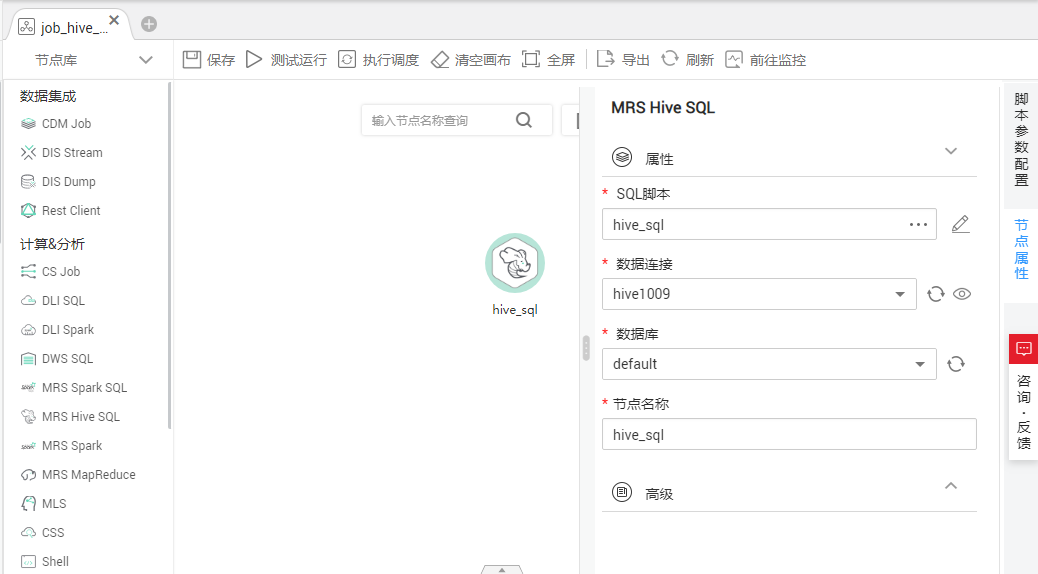 job_hive_...
节点库
保存 测试运行 执行调度 清空画布 全屏 导出 刷新 前往监控
数据集成
CDM Job
DIS Stream
DIS Dump
Rest Client
计算&分析
CS Job
DLI SQL
DLI Spark
DWS SQL
MRS Spark SQL
MRS Hive SQL
MRS Spark
MRS MapReduce
MLS
CSS
Shell
输入节点名称查询
hive_sql
MRS Hive SQL
属性
* SQL脚本
hive_sql
* 数据连接
hive1009
* 数据库
default
* 节点名称
hive_sql
高级
脚本参数配置
节点属性
咨询·反馈